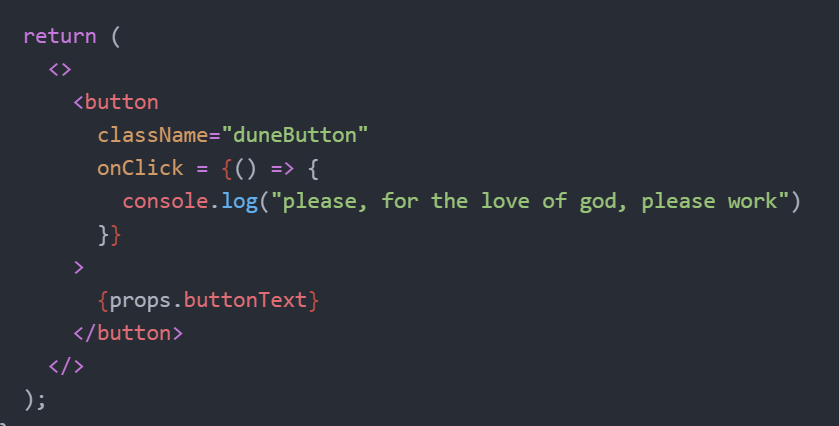 return (
<>
<button
className="duneButton"
onClick = {() => {
console.log("please, for the love of god, please work")
}}
>
{props.buttonText}
</button>
</>
);